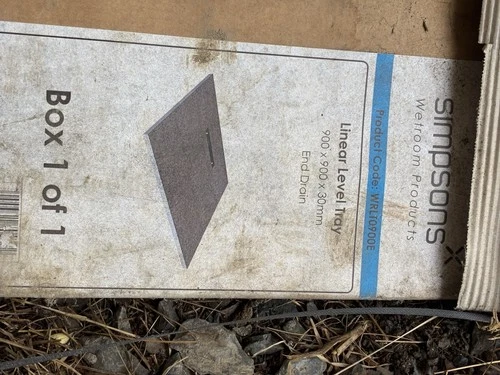 SIMPSONS
Wetroom Products
Product Code: WRLT0900E
Linear Level Tray
900 x 900 x 30mm
End Drain
Box 1 of 1